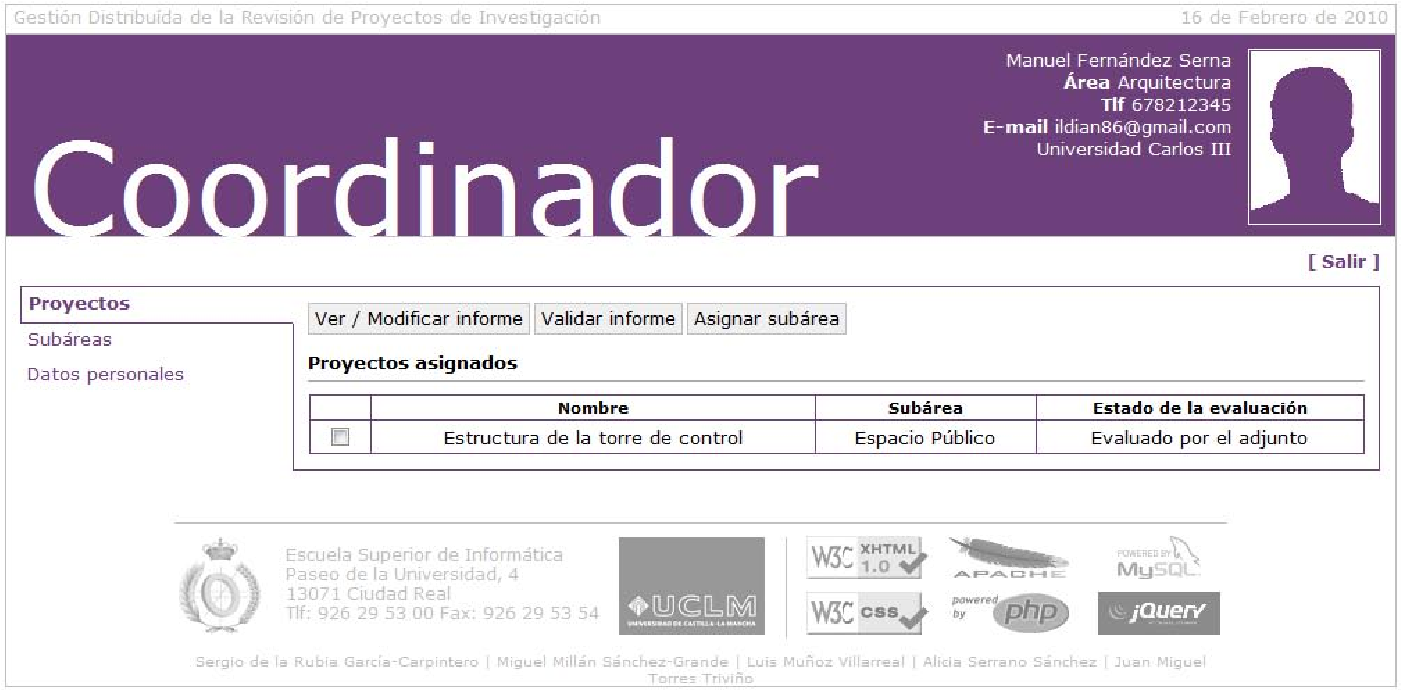 Gestión Distribuída de la Revisión de Proyectos de Investigación
16 de Febrero de 2010
Manuel Fernández Serna
Área Arquitectura
Tlf 678212345
E-mail ildian86@gmail.com
Universidad Carlos III
Coordinador
[ Salir ]
Proyectos
Subáreas
Datos personales
Ver / Modificar informe Validar informe Asignar subárea
Proyectos asignados
Nombre Subárea Estado de la evaluación
Estructura de la torre de control Espacio Público Evaluado por el adjunto
Escuela Superior de Informática
Paseo de la Universidad, 4
13071 Ciudad Real
Tlf: 926 29 53 00 Fax: 926 29 53 54
UCLM
UNIVERSIDAD DE CASTILLA-LA MANCHA
W3C XHTML 1.0
APACHE
POWERED BY
MySQL
W3C css
powered by php
jQuery
Sergio de la Rubia García-Carpintero | Miguel Millán Sánchez-Grande | Luis Muñoz Villarreal | Alicia Serrano Sánchez | Juan Miguel
Torres Triviño